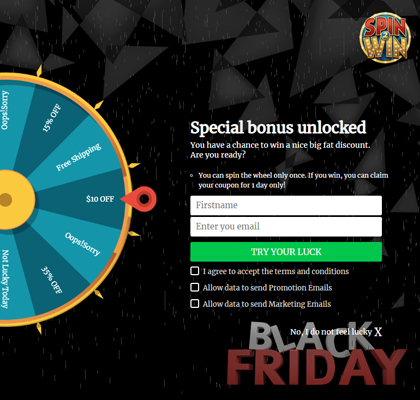 SPIN
WIN
Oops!Sorry
15% OFF
Free Shipping
$10 OFF
Oops!Sorry
35% OFF
Not Lucky Today
Special bonus unlocked
You have a chance to win a nice big fat discount.
Are you ready?
You can spin the wheel only once. If you win, you can claim
your coupon for 1 day only!
Firstname
Enter you email
TRY YOUR LUCK
I agree to accept the terms and conditions
Allow data to send Promotion Emails
Allow data to send Marketing Emails
No, I do not feel lucky X
BLACK
FRIDAY